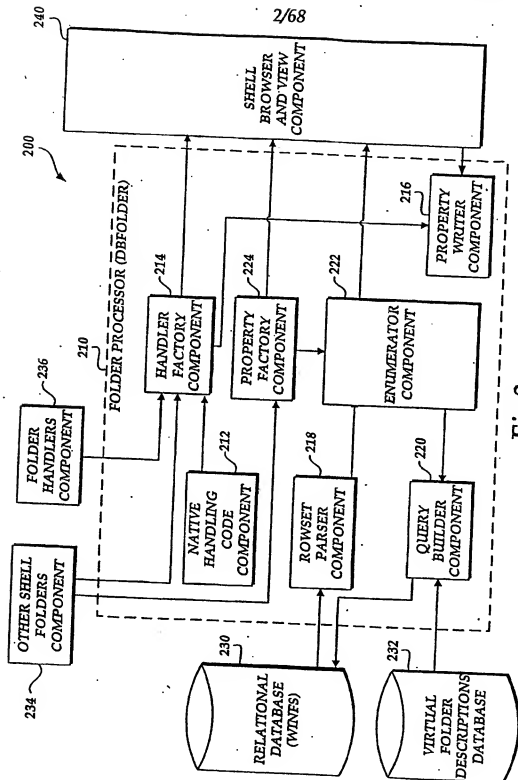 2/68
200
240
SHELL
BROWSER
AND VIEW
COMPONENT
210
FOLDER PROCESSOR (DBFOLDER)
236
FOLDER
HANDLERS
COMPONENT
OTHER SHELL
FOLDERS
COMPONENT
234
214
HANDLER
FACTORY
COMPONENT
224
PROPERTY
FACTORY
COMPONENT
222
ENUMERATOR
COMPONENT
216
PROPERTY
WRITER
COMPONENT
212
NATIVE
HANDLING
CODE
COMPONENT
218
ROWSET
PARSER
COMPONENT
220
QUERY
BUILDER
COMPONENT
230
RELATIONAL
DATABASE
(WINFS)
232
VIRTUAL
FOLDER
DESCRIPTIONS
DATABASE